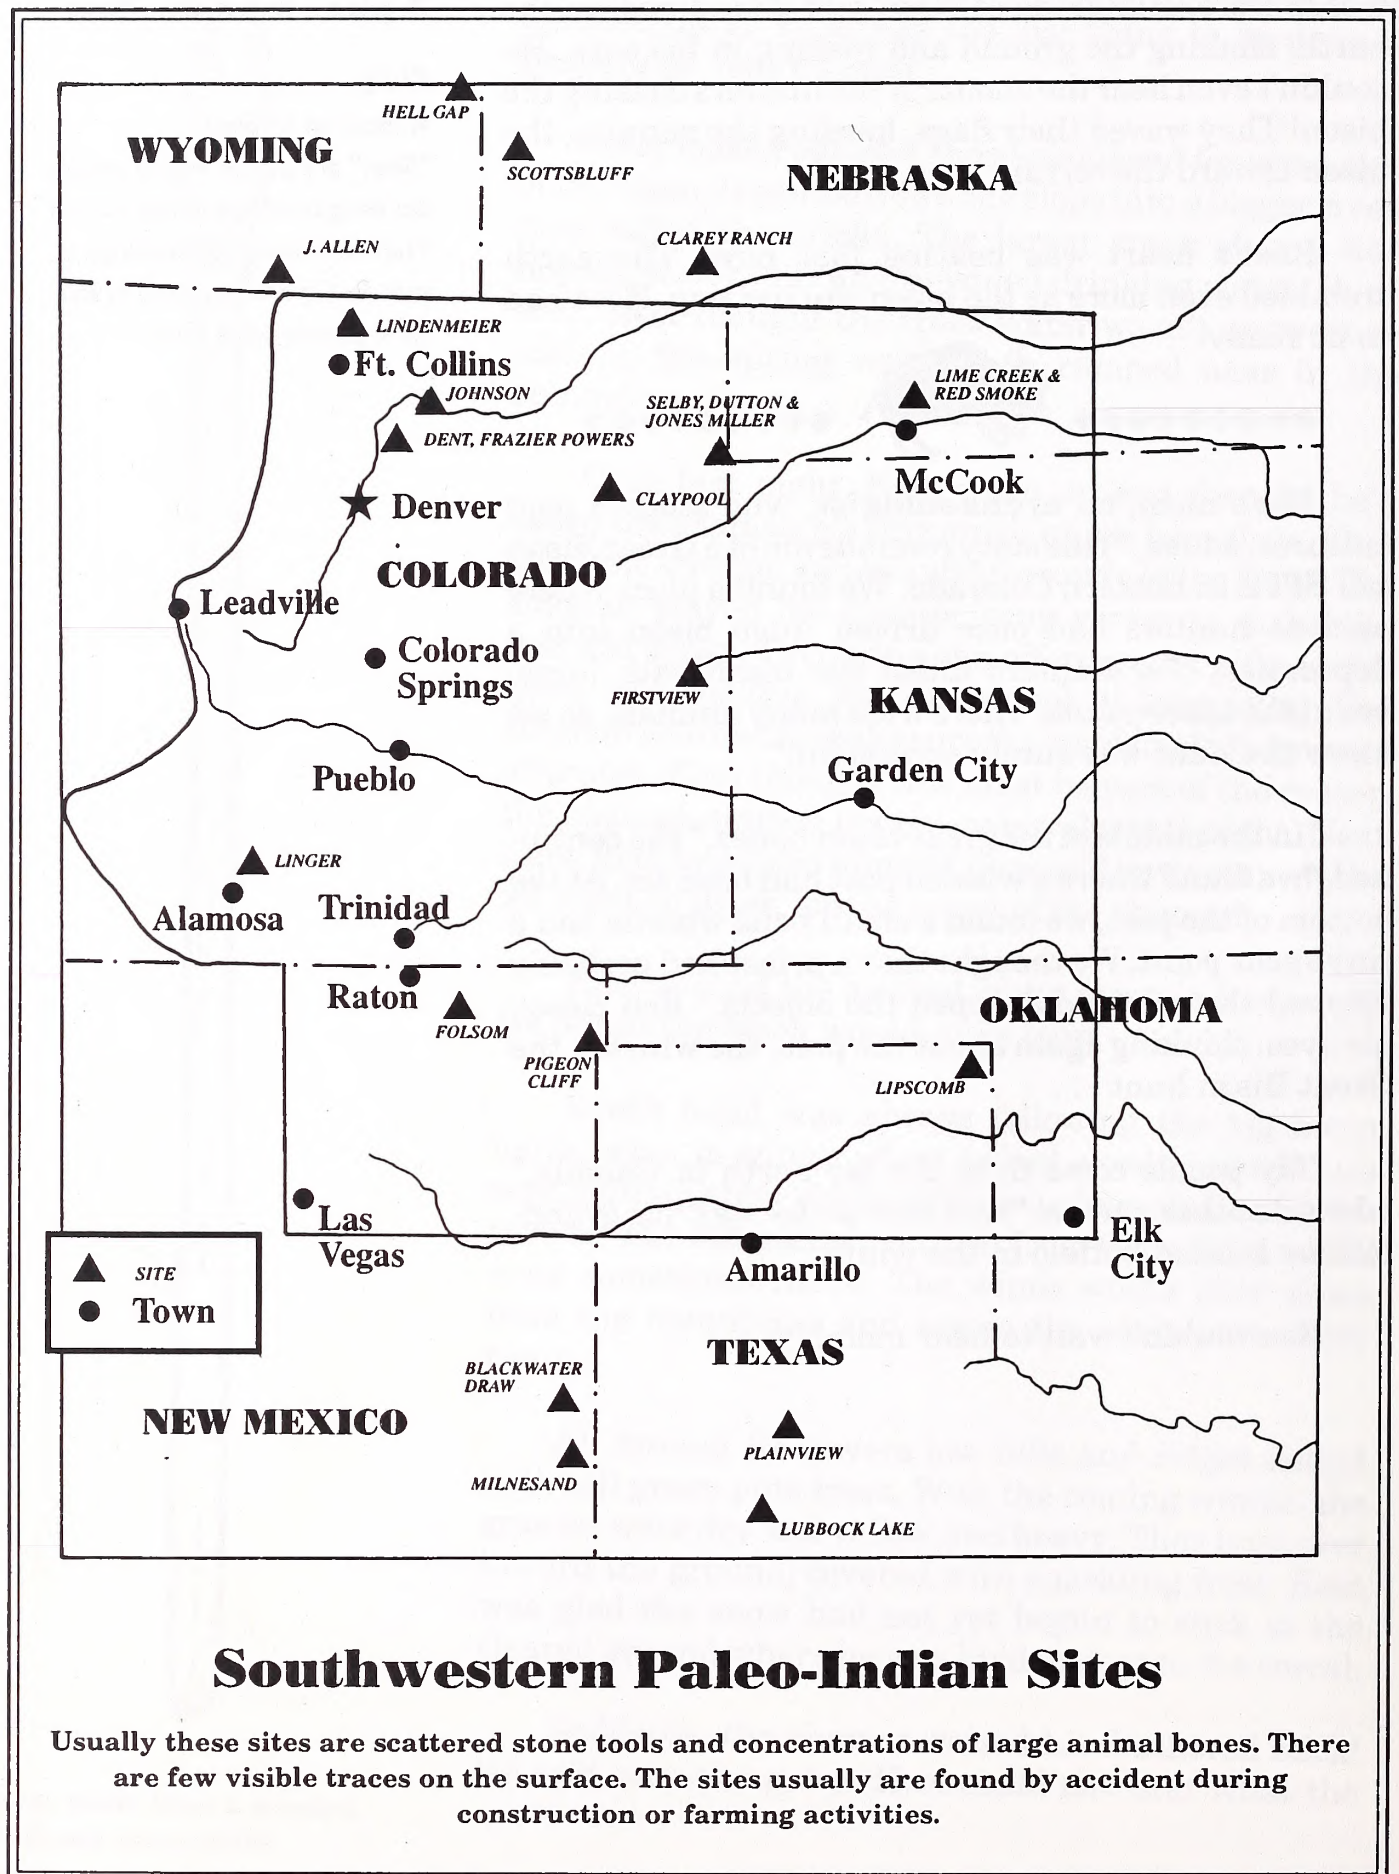 HELL GAP
WYOMING
SCOTTSBLUFF
NEBRASKA
J. ALLEN
CLAREY RANCH
LINDENMEIER
Ft. Collins
JOHNSON
LIME CREEK &
RED SMOKE
SELBY, DUTTON &
JONES MILLER
DENT, FRAZIER POWERS
McCook
CLAYPOOL
Denver
COLORADO
Leadville
Colorado
Springs
FIRSTVIEW
KANSAS
Pueblo
Garden City
LINGER
Alamosa
Trinidad
Raton
FOLSOM
OKLAHOMA
PIGEON
CLIFF
LIPSCOMB
Las
Vegas
Elk
City
Amarillo
SITE
Town
TEXAS
BLACKWATER
DRAW
NEW MEXICO
PLAINVIEW
MILNESAND
LUBBOCK LAKE
Southwestern Paleo-Indian Sites
Usually these sites are scattered stone tools and concentrations of large animal bones. There
are few visible traces on the surface. The sites usually are found by accident during
construction or farming activities.